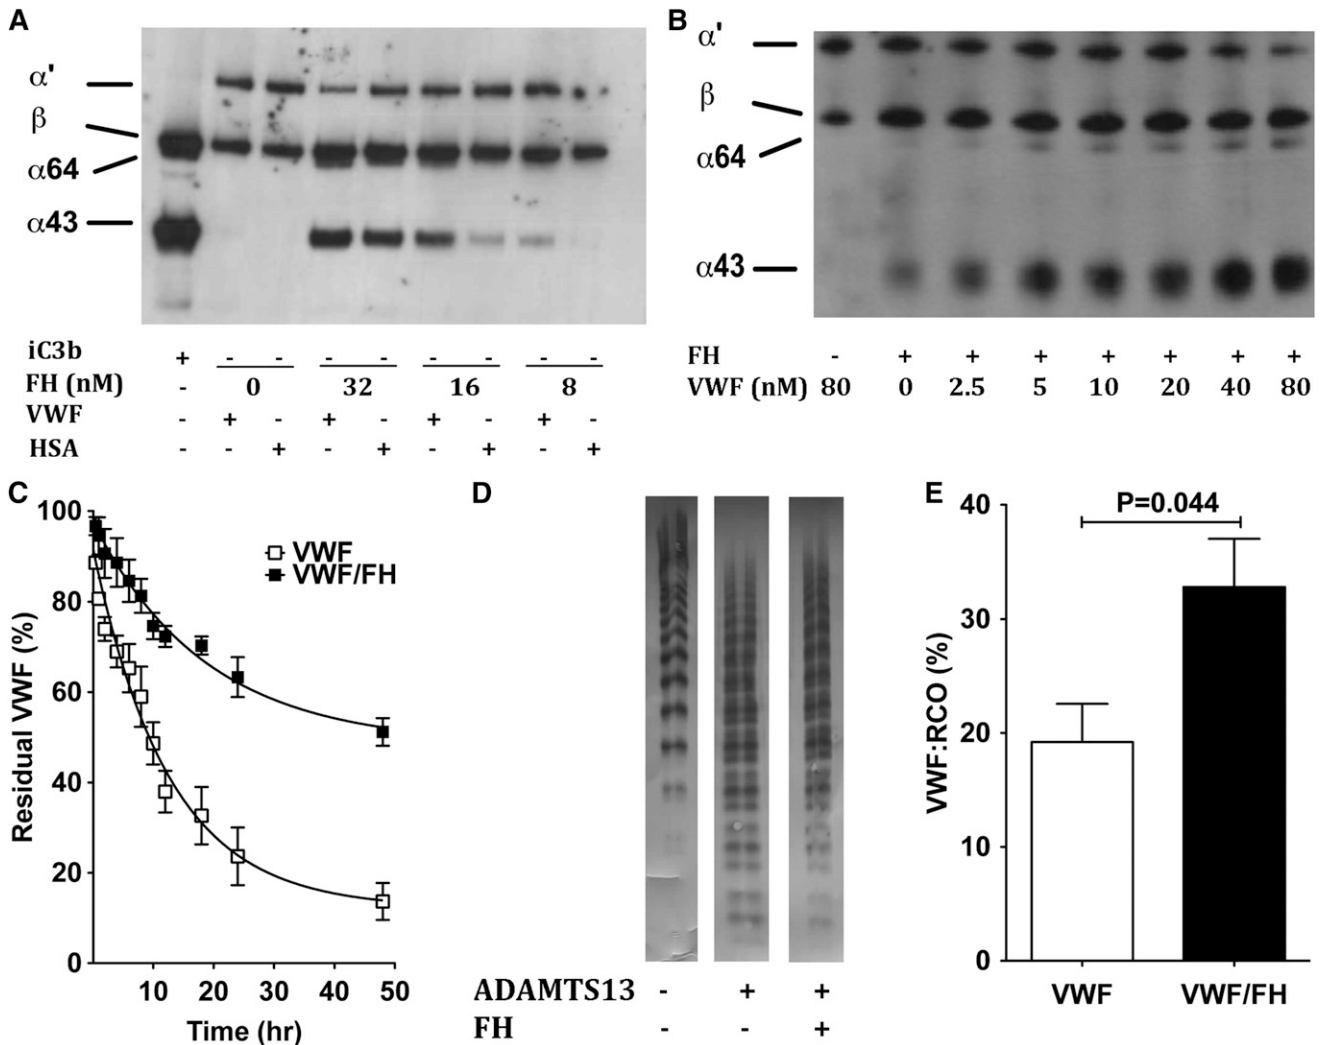 A
α'
β
α64
α43
iC3b + - - - - - - - -
FH (nM) - 0 32 16 8
VWF - + - + - + - + -
HSA - - + - + - + - +
B
α'
β
α64
α43
FH - + + + + + + +
VWF (nM) 80 0 2.5 5 10 20 40 80
C
100
80
60
40
20
0
10 20 30 40 50
Residual VWF (%)
Time (hr)
VWF
VWF/FH
D
ADAMTS13 - + +
FH - - +
E
P=0.044
40
30
20
10
0
VWF:RCO (%)
VWF VWF/FH